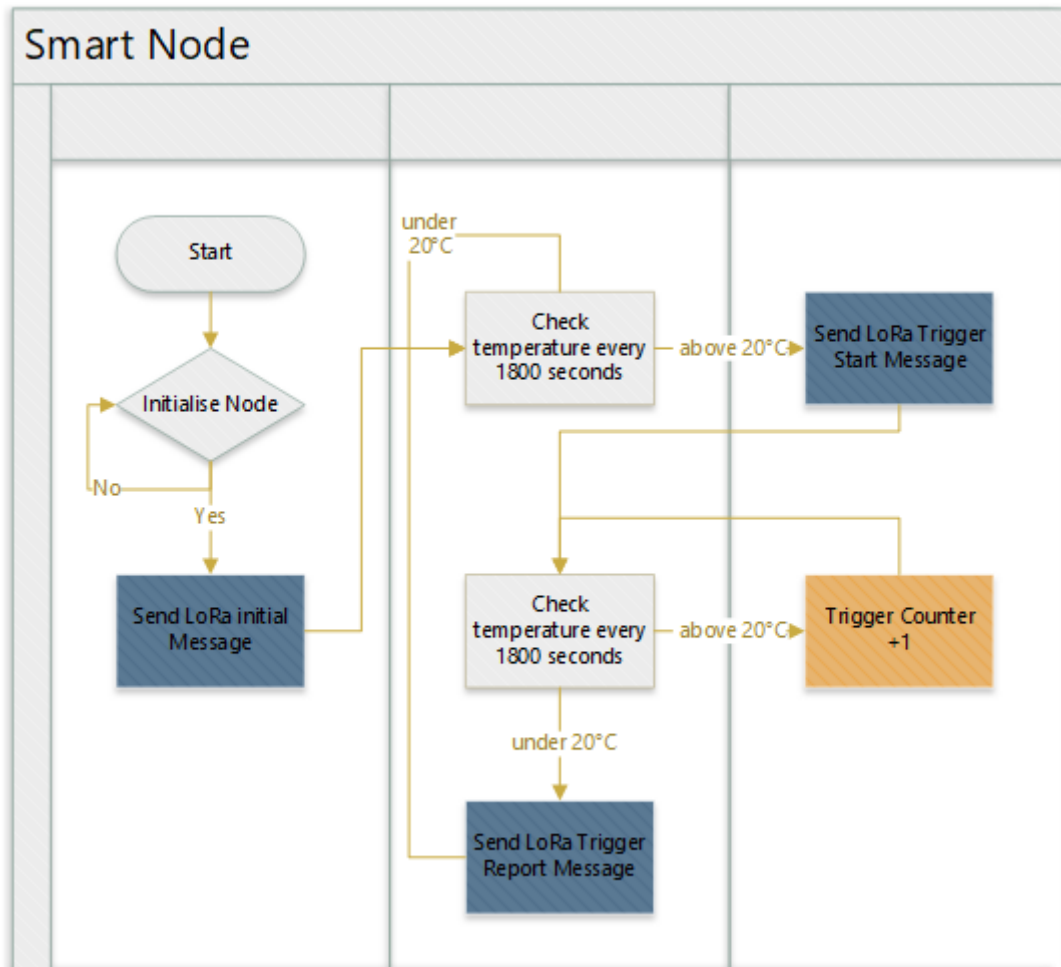 Smart Node
Start
Initialise Node
No
Yes
Send LoRa initial
Message
under
20°C
Check
temperature every
1800 seconds
above 20°C
Send LoRa Trigger
Start Message
Check
temperature every
1800 seconds
above 20°C
Trigger Counter
+1
under 20°C
Send LoRa Trigger
Report Message